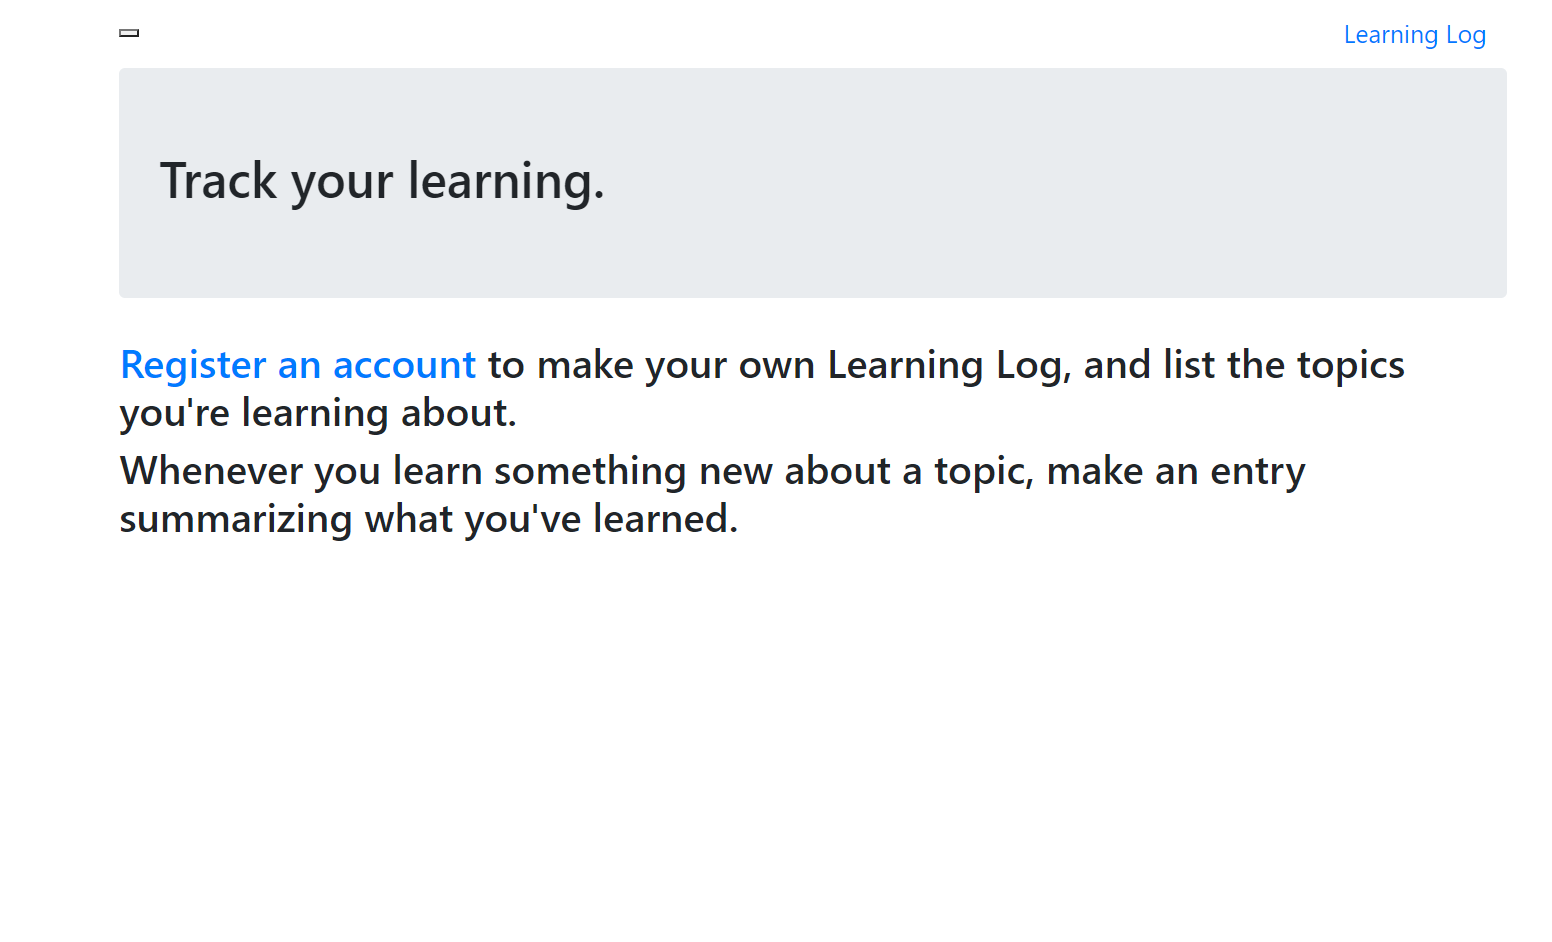 Learning Log
Track your learning.
Register an account to make your own Learning Log, and list the topics
you're learning about.
Whenever you learn something new about a topic, make an entry
summarizing what you've learned.